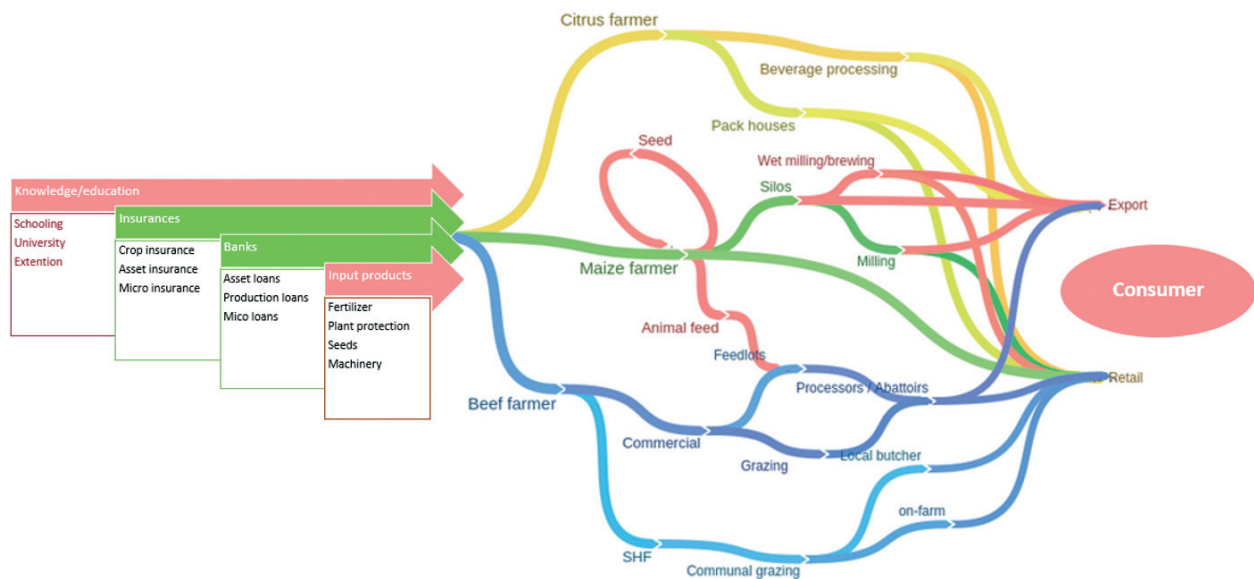 Knowledge/education
Schooling
University
Extention
Insurances
Crop insurance
Asset insurance
Micro insurance
Banks
Asset loans
Production loans
Mico loans
Input products
Fertilizer
Plant protection
Seeds
Machinery
Citrus farmer
Beverage processing
Pack houses
Seed
Wet milling/brewing
Silos
Export
Maize farmer
Milling
Consumer
Animal feed
Feedlots
Retail
Processors / Abattoirs
Beef farmer
Commercial
Grazing
Local butcher
on-farm
SHF
Communal grazing